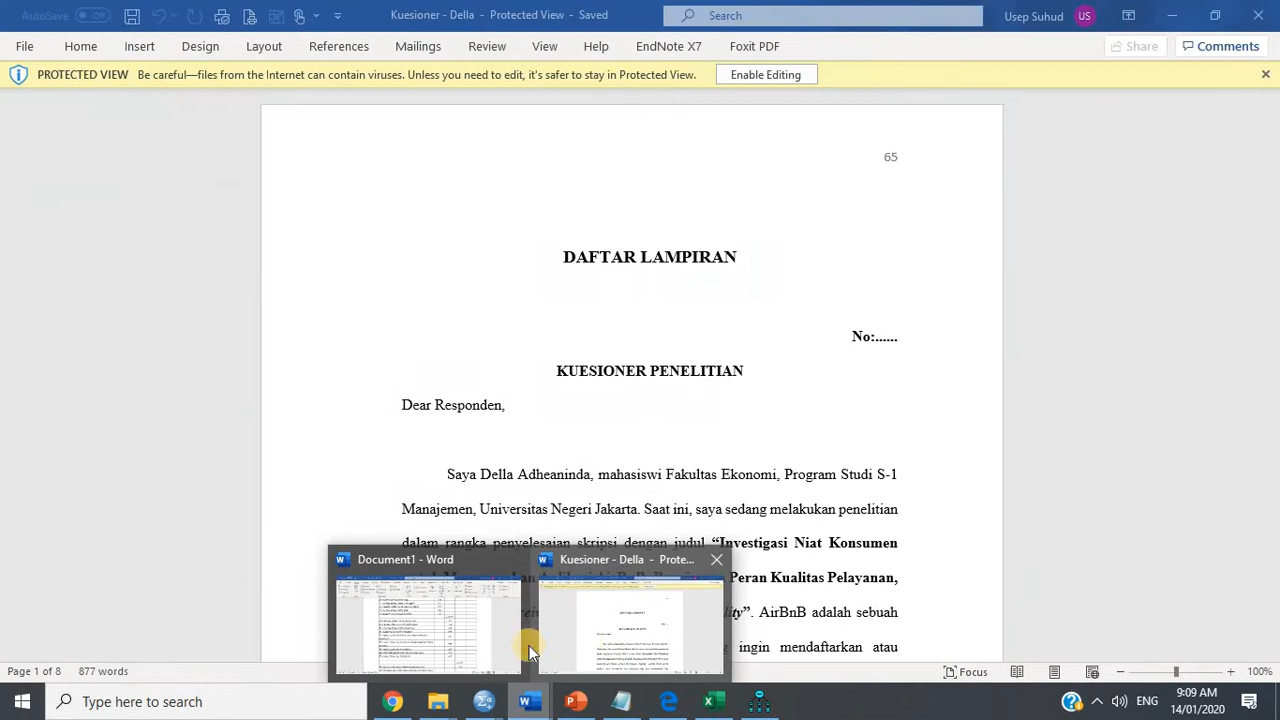 AutoSave Off Kuesioner - Della - Protected View - Saved Search Usep Suhud US
File Home Insert Design Layout References Mailings Review View Help EndNote X7 Foxit PDF Share Comments
PROTECTED VIEW Be careful—files from the Internet can contain viruses. Unless you need to edit, it's safer to stay in Protected View. Enable Editing
65
DAFTAR LAMPIRAN
No:......
KUESIONER PENELITIAN
Dear Responden,
Saya Della Adheaninda, mahasiswi Fakultas Ekonomi, Program Studi S-1
Manajemen, Universitas Negeri Jakarta. Saat ini, saya sedang melakukan penelitian
dalam rangka penyelesaian skripsi dengan judul “Investigasi Niat Konsumen
Document1 - Word Kuesioner - Della - Prote...
Peran Kualitas Pelayanan,
AirBnB adalah sebuah
ingin mendaftarkan atau
Page 1 of 8 877 words Focus 100%
Type here to search ENG 9:09 AM
14/01/2020